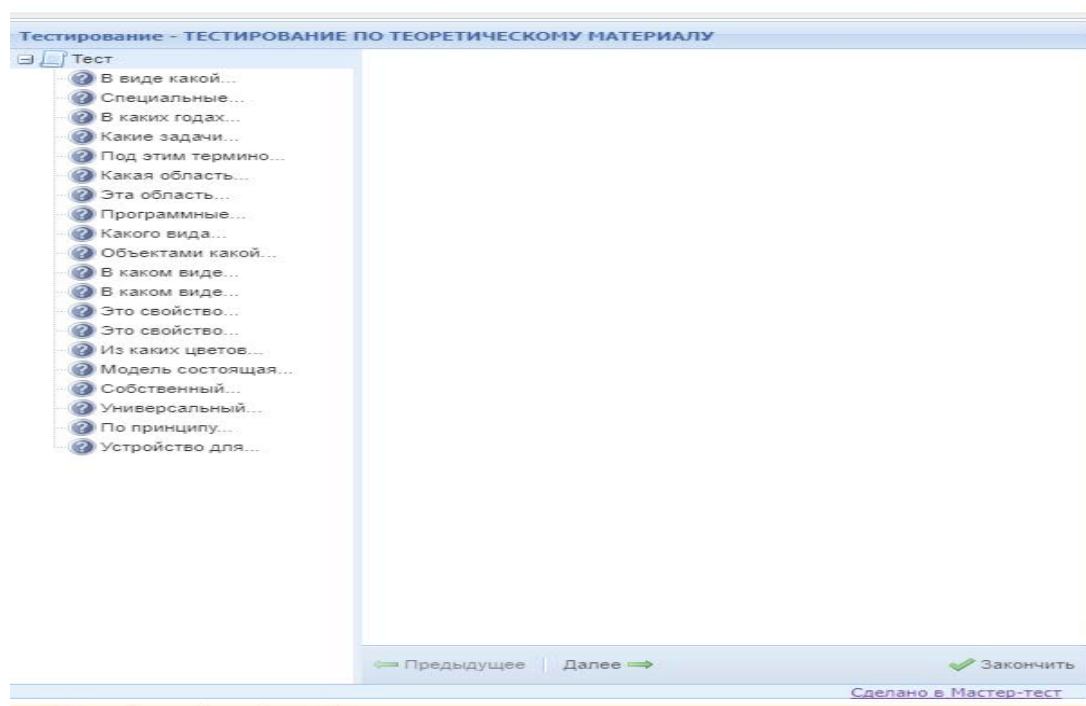 Тестирование - ТЕСТИРОВАНИЕ ПО ТЕОРЕТИЧЕСКОМУ МАТЕРИАЛУ
Тест
В виде какой...
Специальные...
В каких годах...
Какие задачи...
Под этим термино...
Какая область...
Эта область...
Программные...
Какого вида...
Объектами какой...
В каком виде...
В каком виде...
Это свойство...
Это свойство...
Из каких цветов...
Модель состоящая...
Собственный...
Универсальный...
По принципу...
Устройство для...
Предыдущее Далее Закончить
Сделано в Мастер-тест